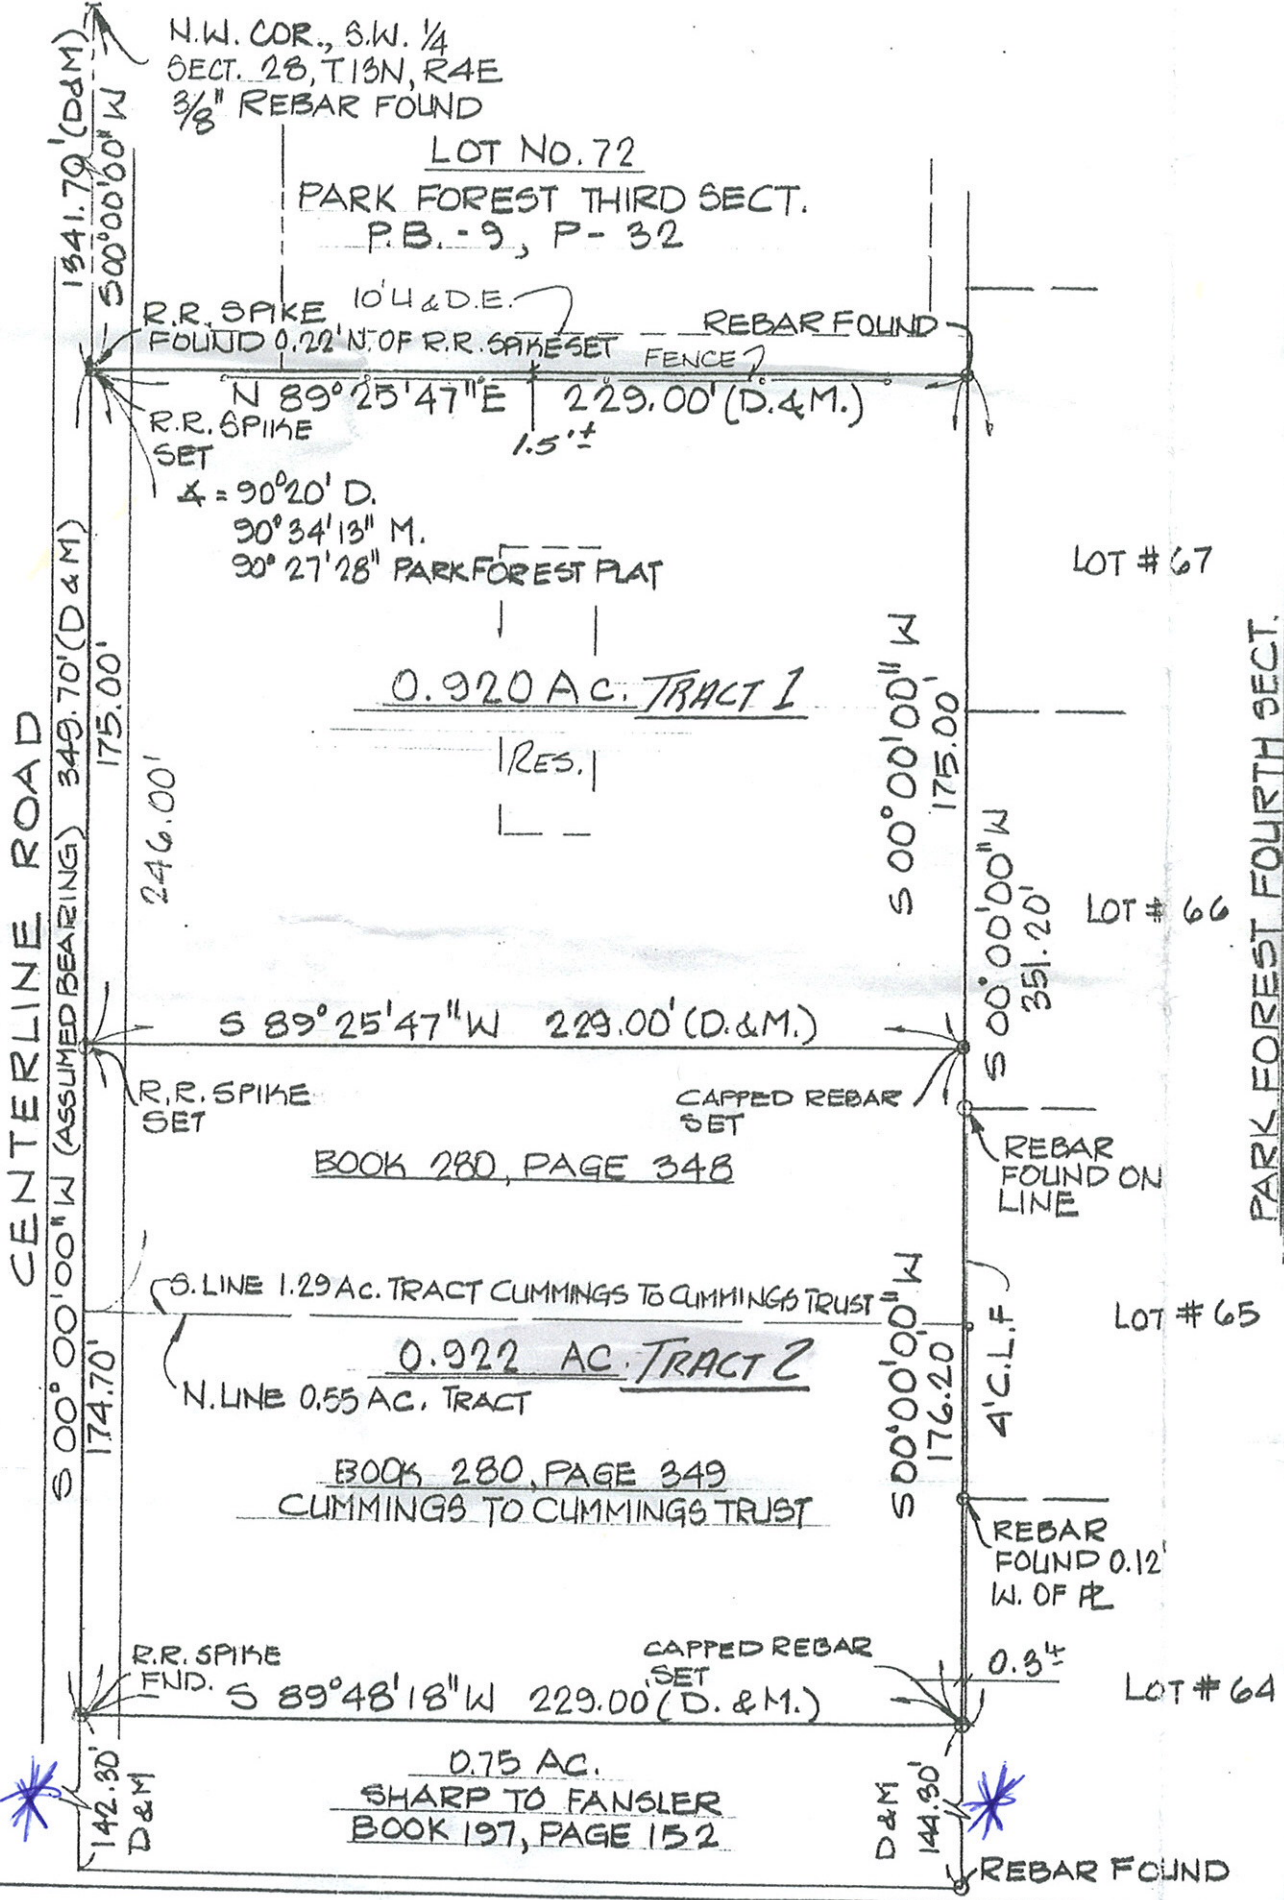 N.W. COR., S.W. 1/4
SECT. 28, T13N, R4E
3/8" REBAR FOUND
1341.70' (D&M)
S 00°00'00" W
LOT No. 72
PARK FOREST THIRD SECT.
P.B. - 9, P - 32
R.R. SPIKE
FOUND 0.22' N. OF R.R. SPIKE SET
10' U & D.E.
REBAR FOUND
FENCE
N 89°25'47" E 229.00' (D.&M.)
1.5'±
R.R. SPIKE
SET
∡ = 90°20' D.
90°34'13" M.
90°27'28" PARK FOREST PLAT
LOT # 67
0.920 AC. TRACT 1
RES.
CENTERLINE ROAD
S 00°00'00" W (ASSUMED BEARING) 349.70' (D & M)
175.00'
246.00'
S 00°00'00" W
175.00'
S 00°00'00" W
351.20'
LOT # 66
PARK FOREST FOURTH SECT.
S 89°25'47" W 229.00' (D.&M.)
R.R. SPIKE
SET
CAPPED REBAR
SET
REBAR
FOUND ON
LINE
BOOK 280, PAGE 348
S. LINE 1.29 AC. TRACT CUMMINGS TO CUMMINGS TRUST
0.922 AC. TRACT 2
N. LINE 0.55 AC. TRACT
174.70'
S 00°00'00" W
176.20'
4' C.L.F.
LOT # 65
BOOK 280, PAGE 349
CUMMINGS TO CUMMINGS TRUST
REBAR
FOUND 0.12'
W. OF PL
R.R. SPIKE
FND.
CAPPED REBAR
SET
0.3'±
S 89°48'18" W 229.00' (D. & M.)
LOT # 64
142.30'
D&M
0.75 AC.
SHARP TO FANSLER
BOOK 197, PAGE 152
D&M
144.30'
REBAR FOUND